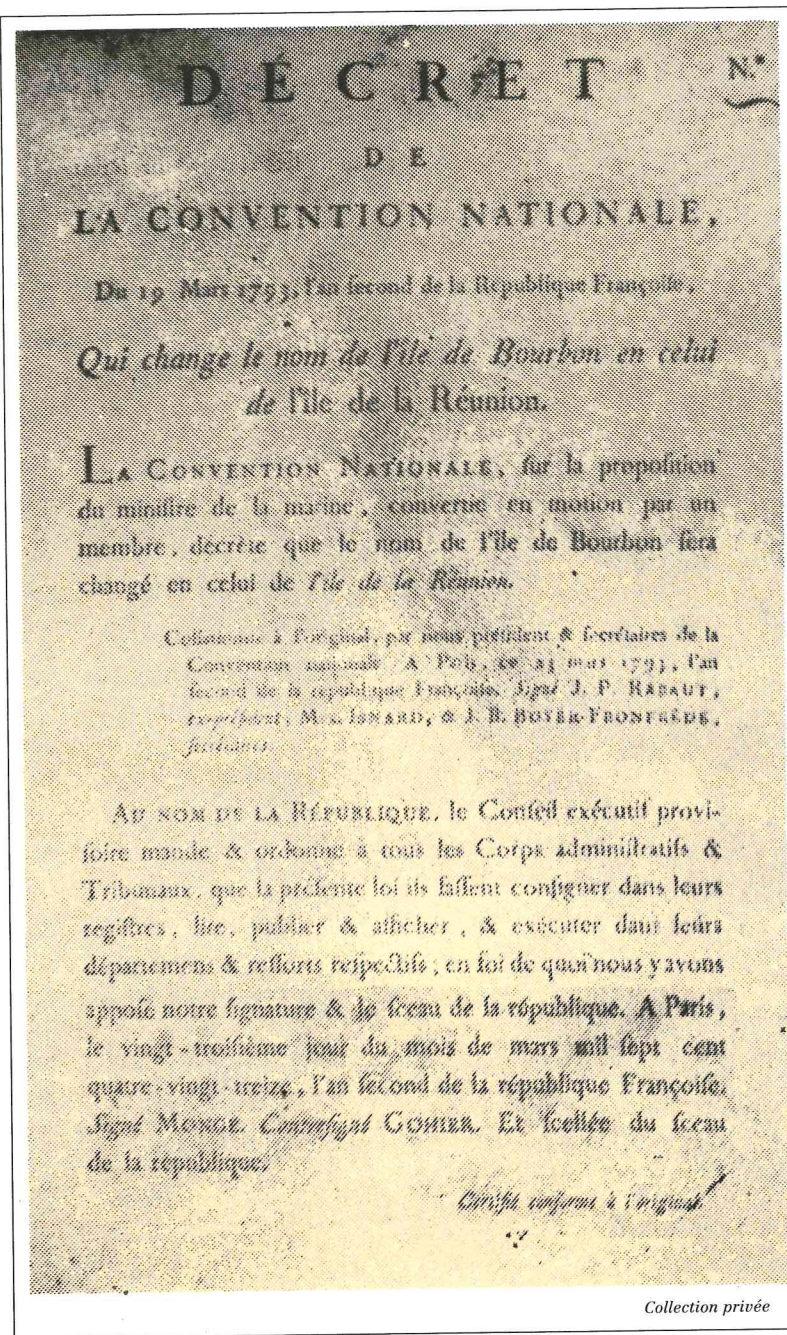 DÉCRET
N.°
DE
LA CONVENTION NATIONALE,
Du 19 Mars 1793, l'an ſecond de la République Françoiſe,
Qui change le nom de l'île de Bourbon en celui
de l'île de la Réunion.
LA CONVENTION NATIONALE, ſur la propoſition
du miniſtre de la marine, convertie en motion par un
membre, décrète que le nom de l'île de Bourbon ſera
changé en celui de l'île de la Réunion.
Collationné à l'original, par nous préſident & ſecrétaires de la
Convention nationale. A Paris, ce 23 mars 1793, l'an
ſecond de la république Françoiſe. Signé J. P. RABAUT,
ex-préſident; ISNARD, & J. B. BOYER-FRONFRÈDE,
ſecrétaires.
AU NOM DE LA RÉPUBLIQUE, le Conſeil exécutif provi-
ſoire mande & ordonne à tous les Corps adminiſtratifs &
Tribunaux, que la préſente loi ils faſſent conſigner dans leurs
regiſtres, lire, publier & afficher, & exécuter dans leurs
départemens & reſſorts reſpectifs; en foi de quoi nous y avons
appoſé notre ſignature & le ſceau de la république. A Paris,
le vingt-troiſième jour du mois de mars mil ſept cent
quatre-vingt-treize, l'an ſecond de la république Françoiſe.
Signé MONGE. Contreſigné GOHIER. Et ſcellée du ſceau
de la république.
Certifié conforme à l'original.
Collection privée